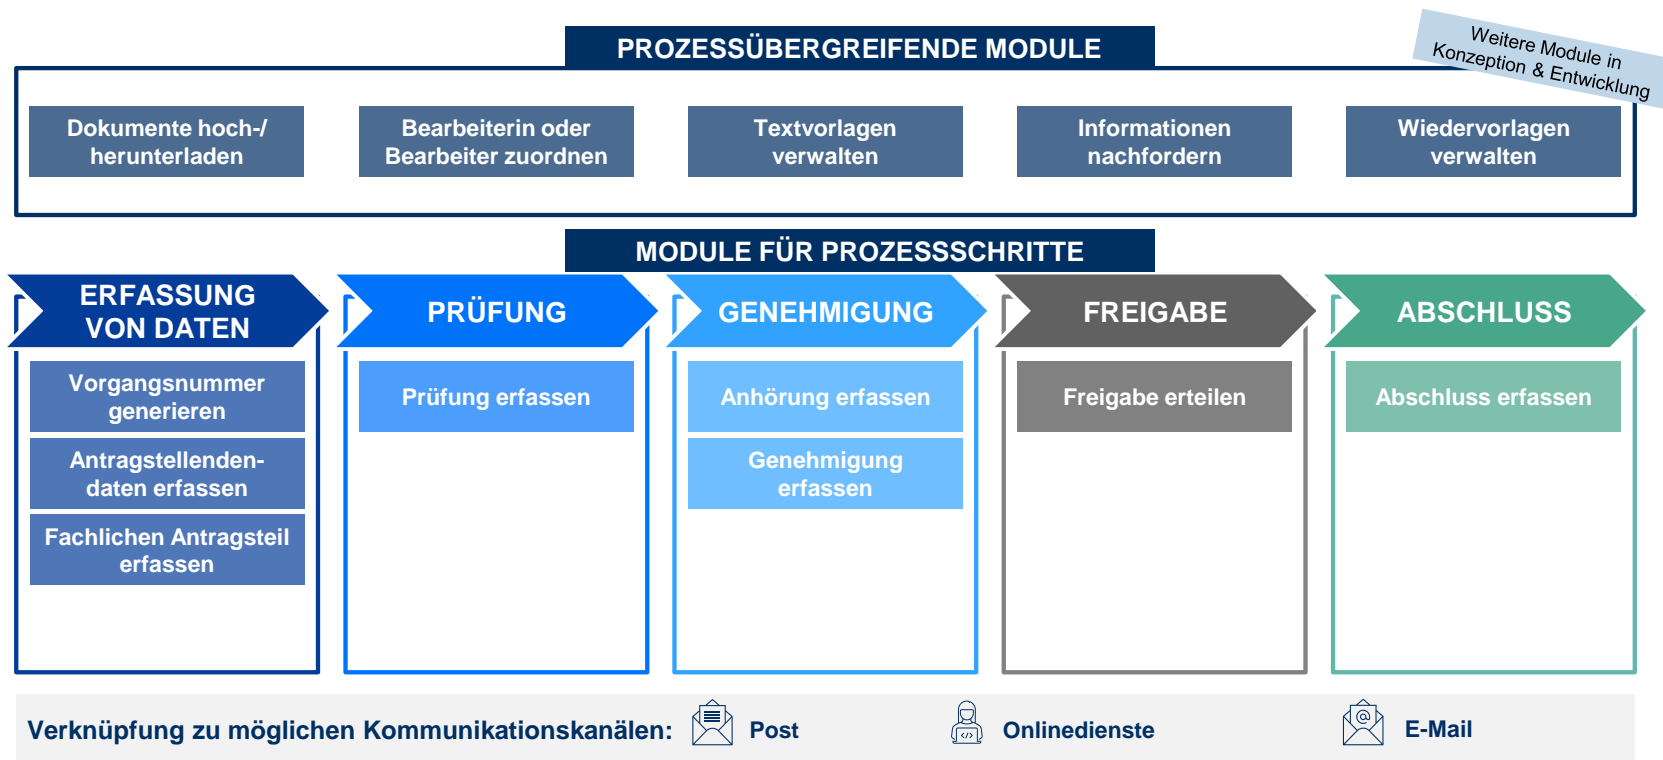 PROZESSÜBERGREIFENDE MODULE
Weitere Module in
Konzeption & Entwicklung
Dokumente hoch-/
herunterladen
Bearbeiterin oder
Bearbeiter zuordnen
Textvorlagen
verwalten
Informationen
nachfordern
Wiedervorlagen
verwalten
MODULE FÜR PROZESSSCHRITTE
ERFASSUNG
VON DATEN
PRÜFUNG
GENEHMIGUNG
FREIGABE
ABSCHLUSS
Vorgangsnummer
generieren
Antragstellenden-
daten erfassen
Fachlichen Antragsteil
erfassen
Prüfung erfassen
Anhörung erfassen
Genehmigung
erfassen
Freigabe erteilen
Abschluss erfassen
Verknüpfung zu möglichen Kommunikationskanälen:
Post
Onlinedienste
E-Mail